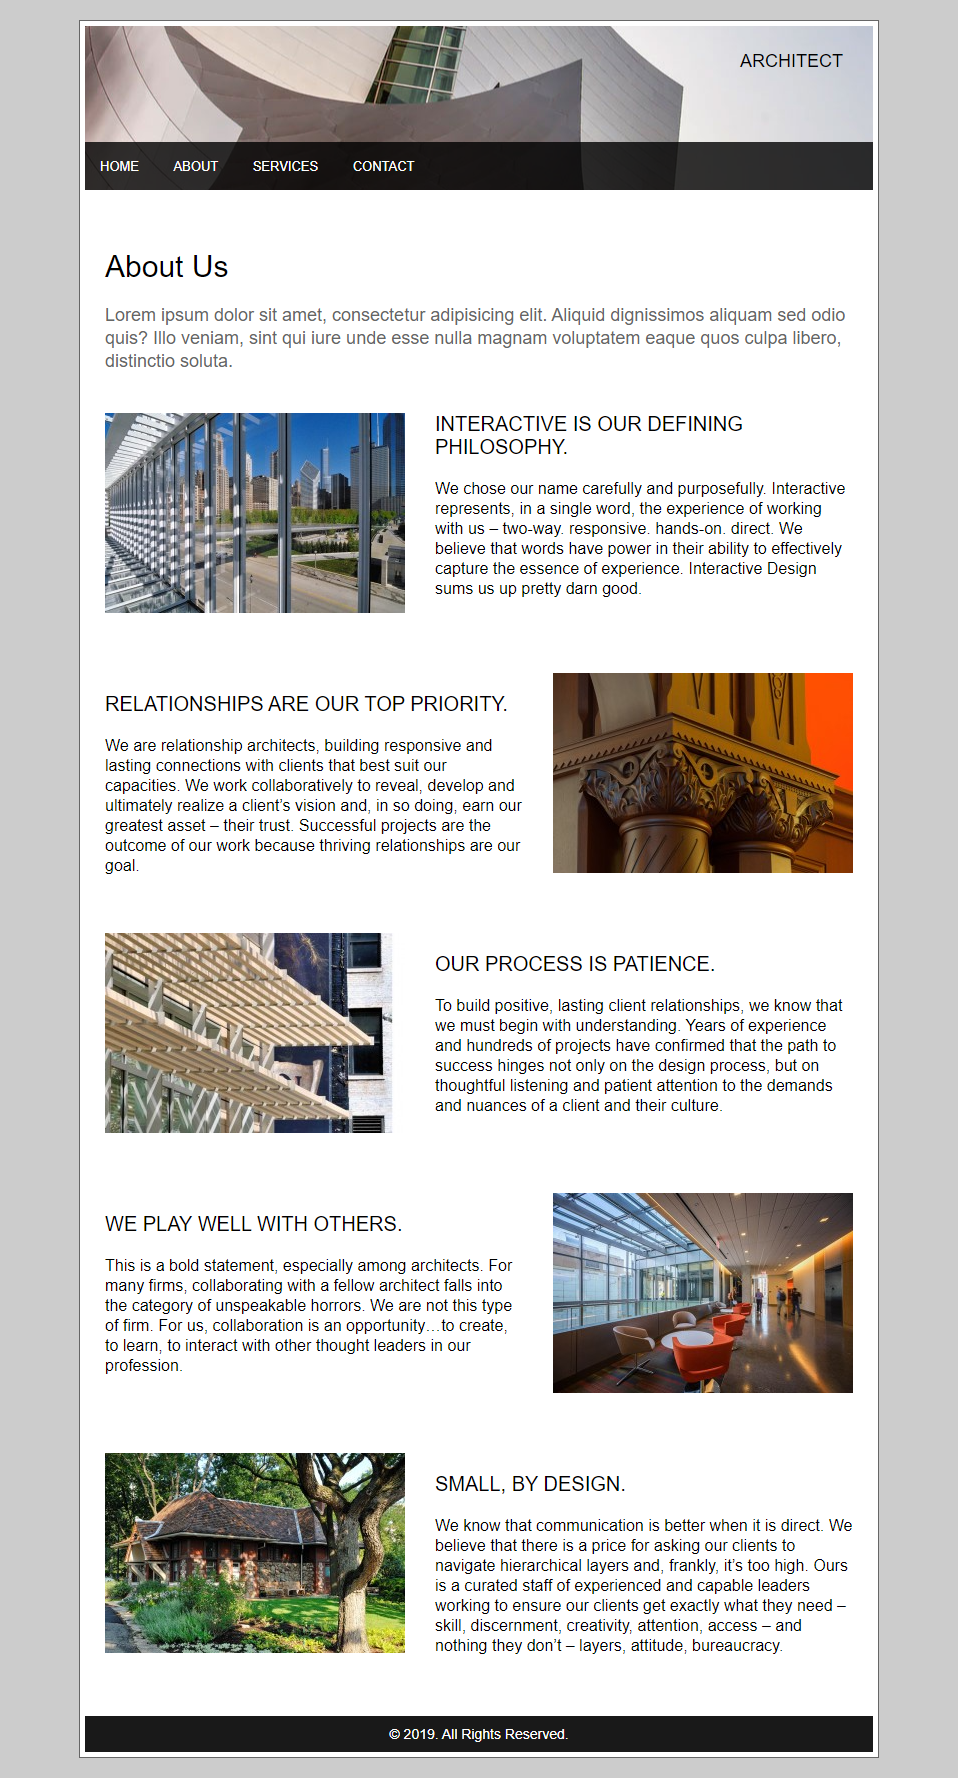 ARCHITECT
HOME ABOUT SERVICES CONTACT
About Us
Lorem ipsum dolor sit amet, consectetur adipisicing elit. Aliquid dignissimos aliquam sed odio
quis? Illo veniam, sint qui iure unde esse nulla magnam voluptatem eaque quos culpa libero,
distinctio soluta.
INTERACTIVE IS OUR DEFINING
PHILOSOPHY.
We chose our name carefully and purposefully. Interactive
represents, in a single word, the experience of working
with us – two-way. responsive. hands-on. direct. We
believe that words have power in their ability to effectively
capture the essence of experience. Interactive Design
sums us up pretty darn good.
RELATIONSHIPS ARE OUR TOP PRIORITY.
We are relationship architects, building responsive and
lasting connections with clients that best suit our
capacities. We work collaboratively to reveal, develop and
ultimately realize a client’s vision and, in so doing, earn our
greatest asset – their trust. Successful projects are the
outcome of our work because thriving relationships are our
goal.
OUR PROCESS IS PATIENCE.
To build positive, lasting client relationships, we know that
we must begin with understanding. Years of experience
and hundreds of projects have confirmed that the path to
success hinges not only on the design process, but on
thoughtful listening and patient attention to the demands
and nuances of a client and their culture.
WE PLAY WELL WITH OTHERS.
This is a bold statement, especially among architects. For
many firms, collaborating with a fellow architect falls into
the category of unspeakable horrors. We are not this type
of firm. For us, collaboration is an opportunity…to create,
to learn, to interact with other thought leaders in our
profession.
SMALL, BY DESIGN.
We know that communication is better when it is direct. We
believe that there is a price for asking our clients to
navigate hierarchical layers and, frankly, it’s too high. Ours
is a curated staff of experienced and capable leaders
working to ensure our clients get exactly what they need –
skill, discernment, creativity, attention, access – and
nothing they don’t – layers, attitude, bureaucracy.
© 2019. All Rights Reserved.